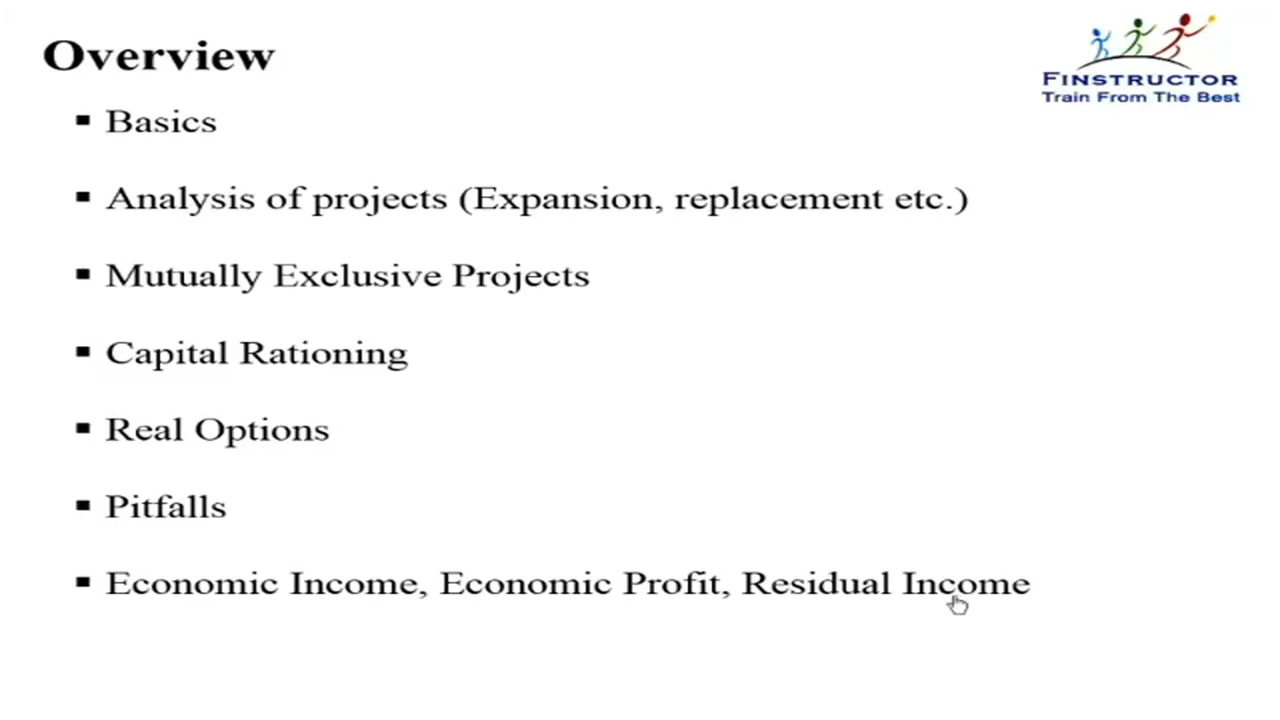 Overview
FINSTRUCTOR
Train From The Best
▪ Basics
▪ Analysis of projects (Expansion, replacement etc.)
▪ Mutually Exclusive Projects
▪ Capital Rationing
▪ Real Options
▪ Pitfalls
▪ Economic Income, Economic Profit, Residual Income